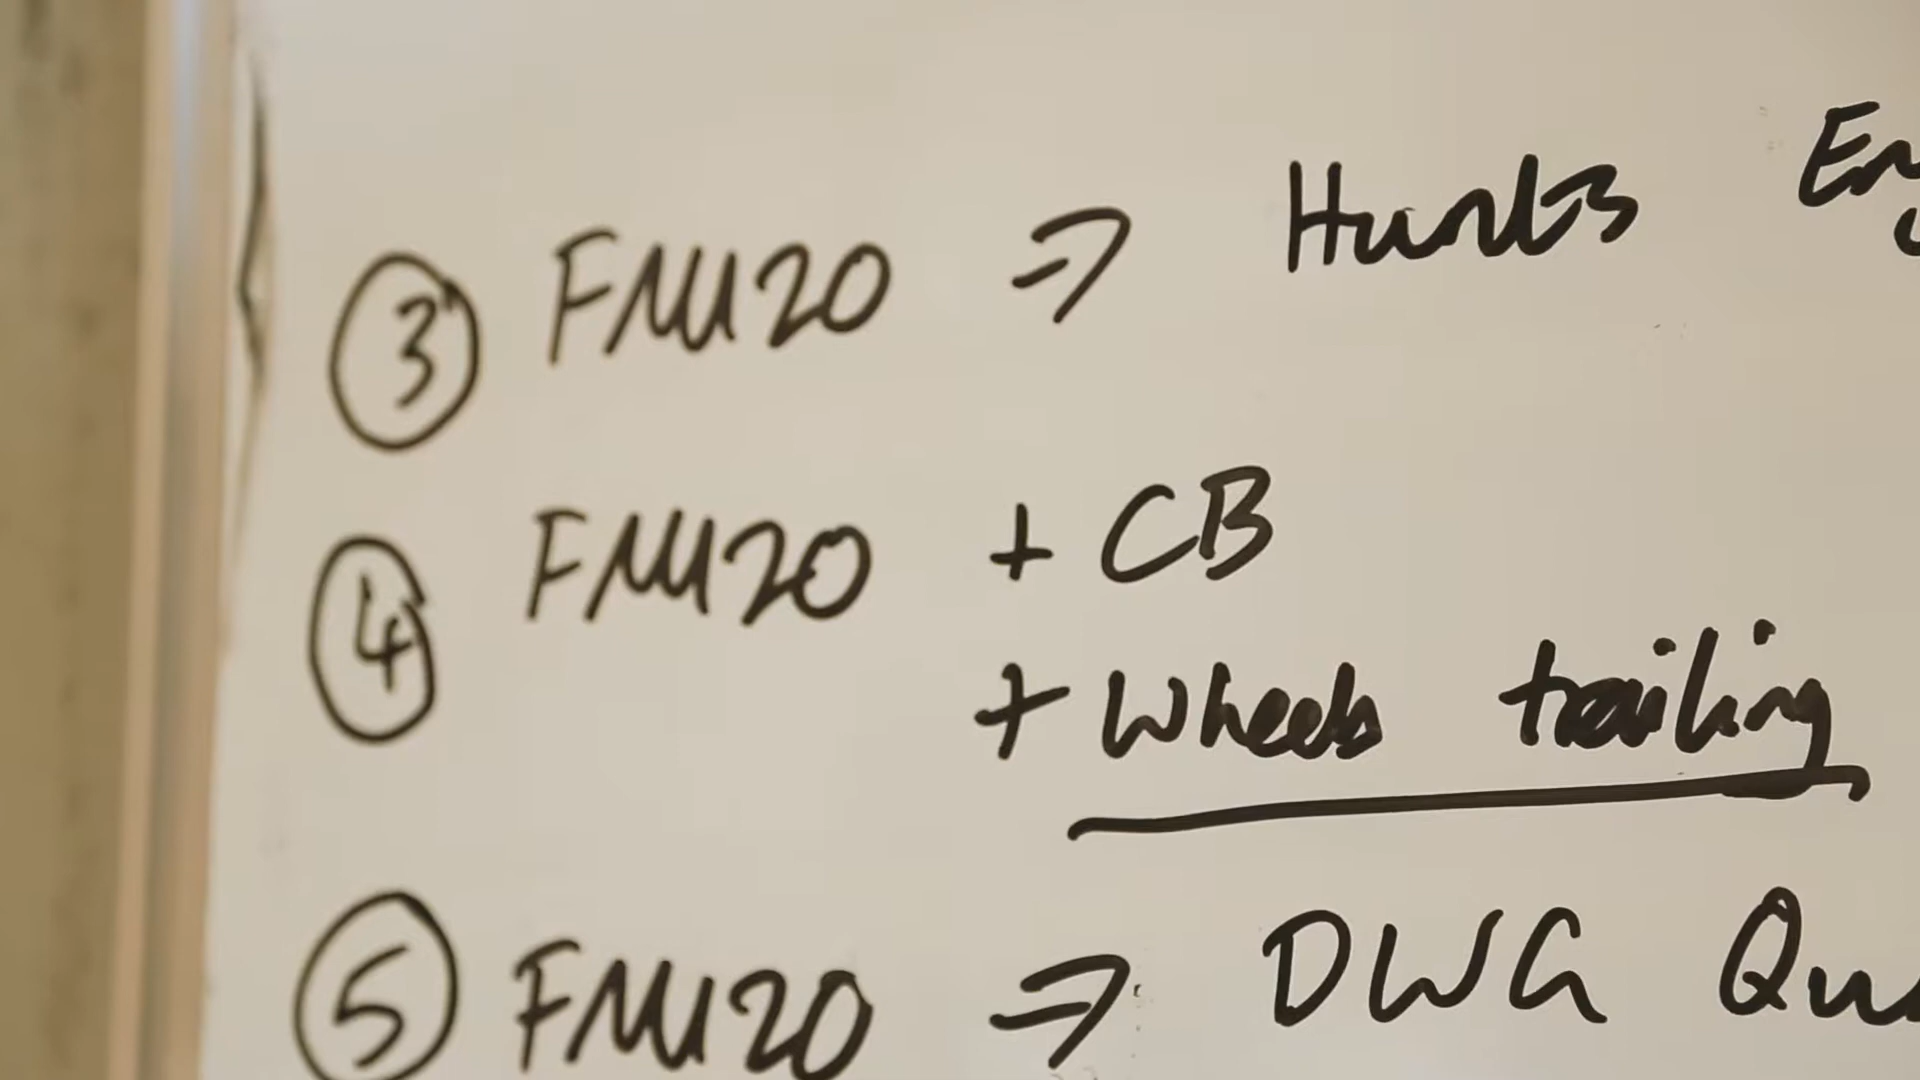 ③ FMU20 ⇒ Hunts
④ FMU20 + CB
+ Wheels trailing
⑤ FMU20 ⇒ DWG